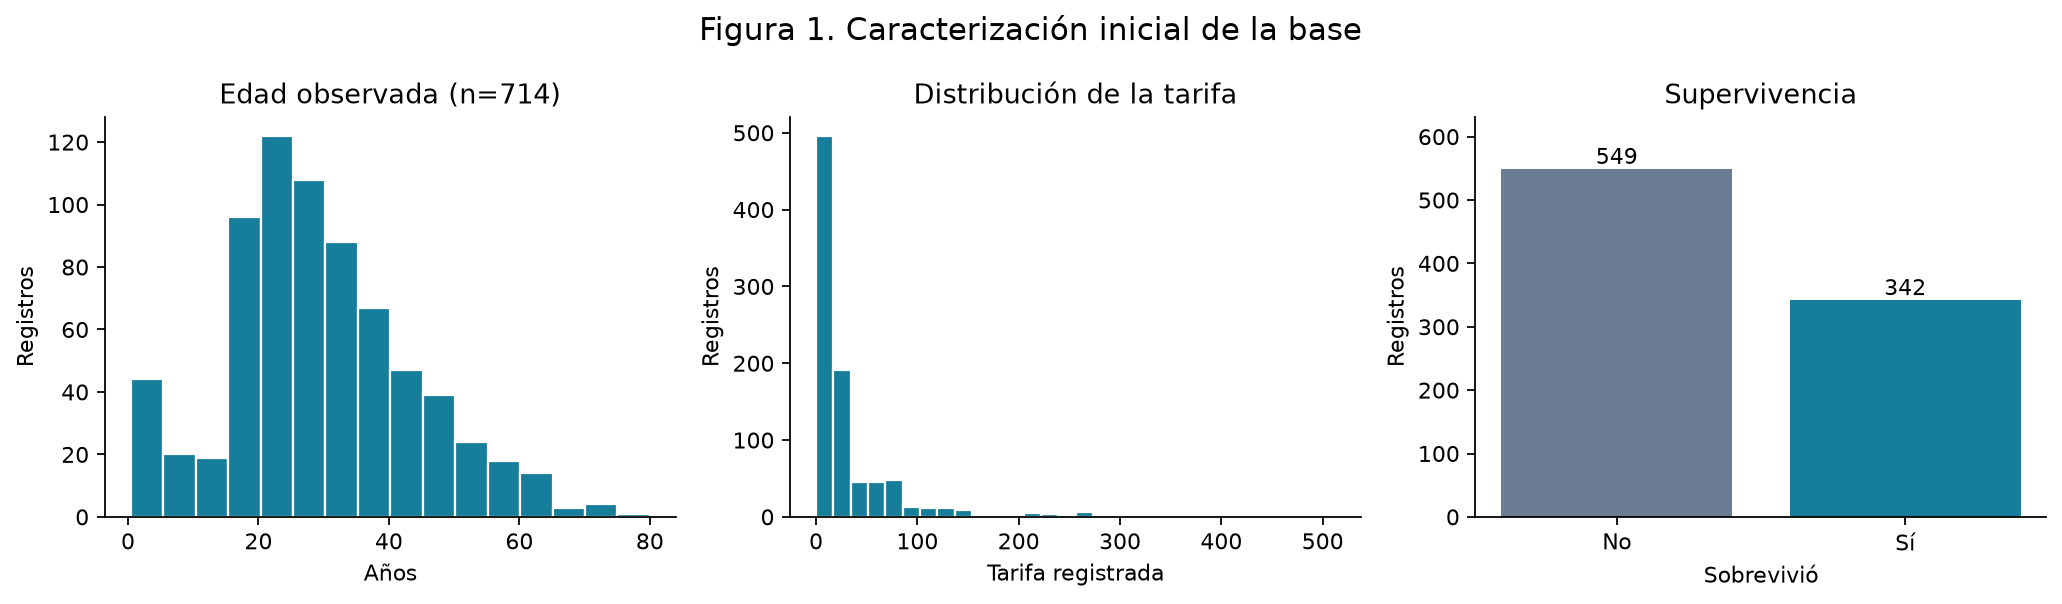 Figura 1. Caracterización inicial de la base
Edad observada (n=714)
Registros
120
100
80
60
40
20
0
0 20 40 60 80
Años
Distribución de la tarifa
Registros
500
400
300
200
100
0
0 100 200 300 400 500
Tarifa registrada
Supervivencia
Registros
600
500
400
300
200
100
0
549
342
No Sí
Sobrevivió